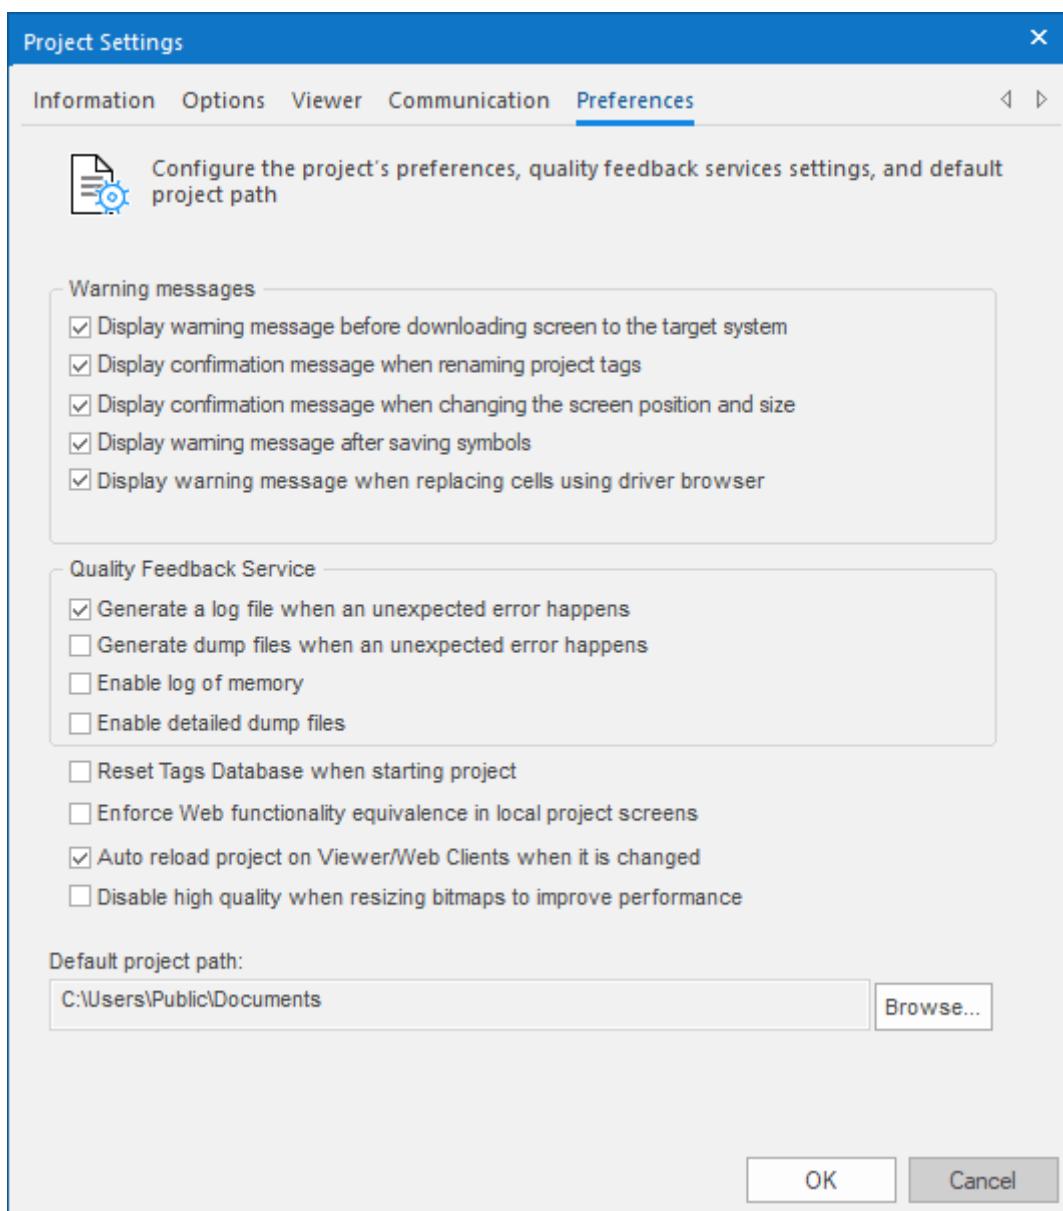 Project Settings
Information Options Viewer Communication Preferences
Configure the project's preferences, quality feedback services settings, and default
project path
Warning messages
Display warning message before downloading screen to the target system
Display confirmation message when renaming project tags
Display confirmation message when changing the screen position and size
Display warning message after saving symbols
Display warning message when replacing cells using driver browser
Quality Feedback Service
Generate a log file when an unexpected error happens
Generate dump files when an unexpected error happens
Enable log of memory
Enable detailed dump files
Reset Tags Database when starting project
Enforce Web functionality equivalence in local project screens
Auto reload project on Viewer/Web Clients when it is changed
Disable high quality when resizing bitmaps to improve performance
Default project path:
C:\Users\Public\Documents
Browse...
OK Cancel